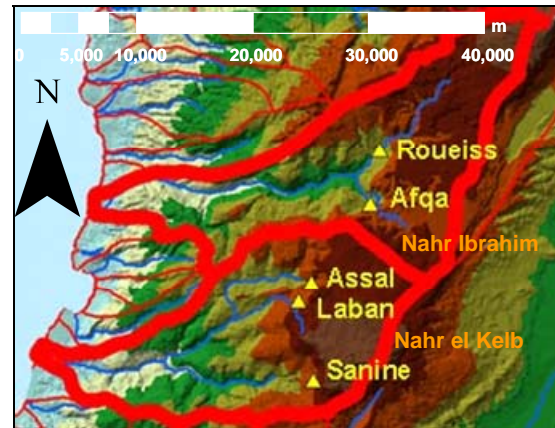 m
0 5,000 10,000 20,000 30,000 40,000
N
Roueiss
Afqa
Nahr Ibrahim
Assal
Laban
Nahr el Kelb
Sanine